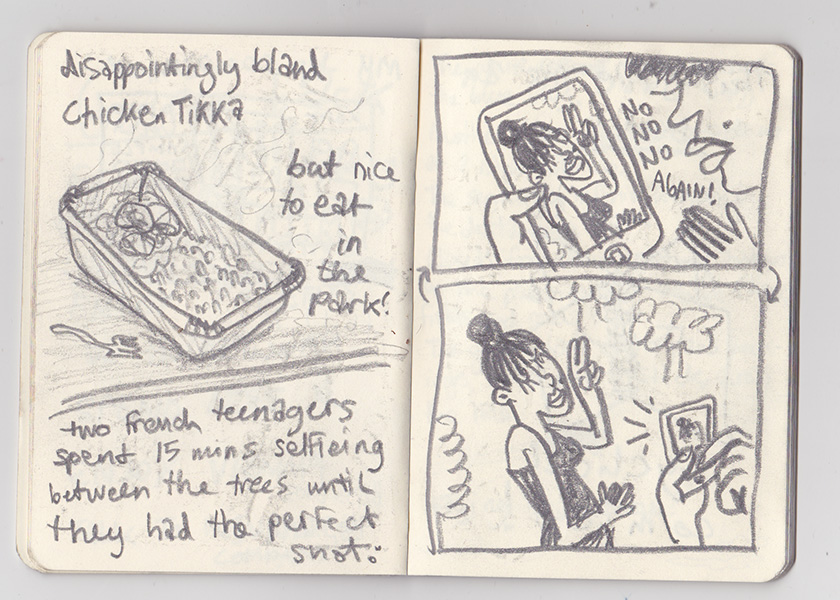 disappointingly bland
Chicken TiKKa
but nice
to eat
in
the
park!
two french teenagers
spent 15 mins selfieing
between the trees until
they had the perfect
shot:
NO
NO
NO
AGAIN!